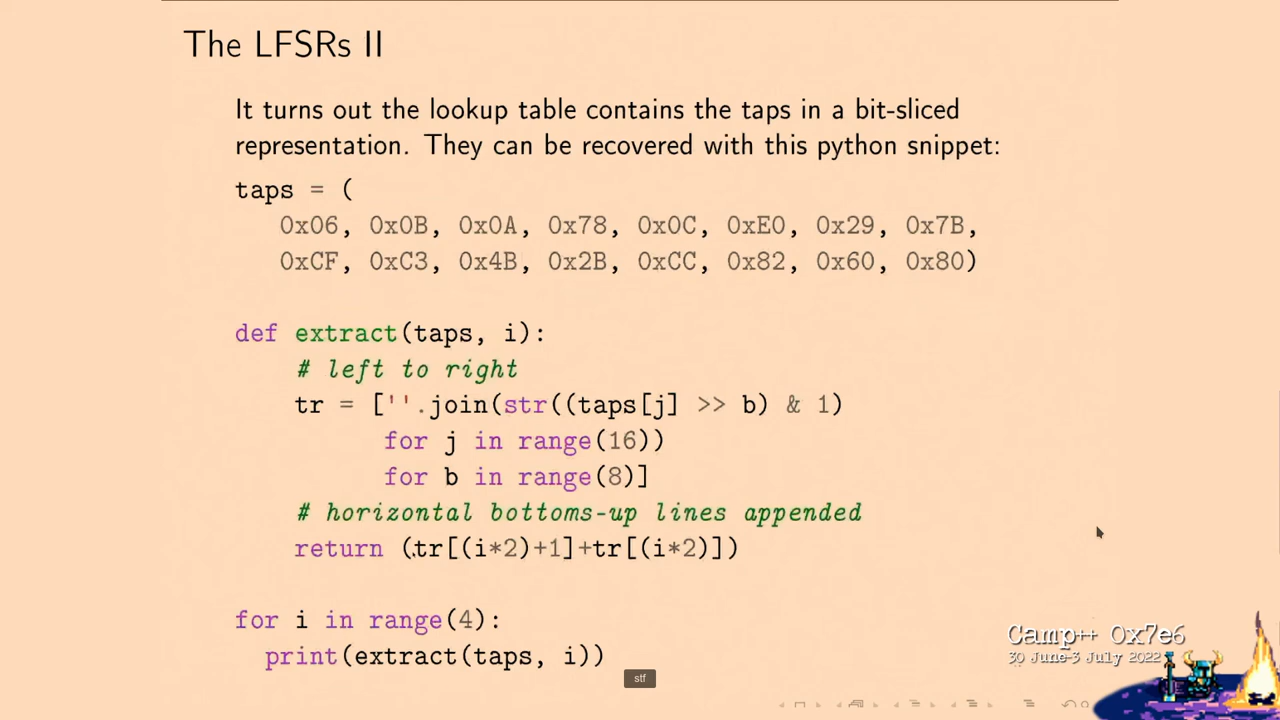 The LFSRs II
It turns out the lookup table contains the taps in a bit-sliced
representation. They can be recovered with this python snippet:
taps = (
0x06, 0x0B, 0x0A, 0x78, 0x0C, 0xE0, 0x29, 0x7B,
0xCF, 0xC3, 0x4B, 0x2B, 0xCC, 0x82, 0x60, 0x80)
def extract(taps, i):
# left to right
tr = [''.join(str((taps[j] >> b) & 1)
for j in range(16))
for b in range(8)]
# horizontal bottoms-up lines appended
return (tr[(i*2)+1]+tr[(i*2)])
for i in range(4):
print(extract(taps, i))
Camp++ 0x7e6
30 June-3 July 2022
stf